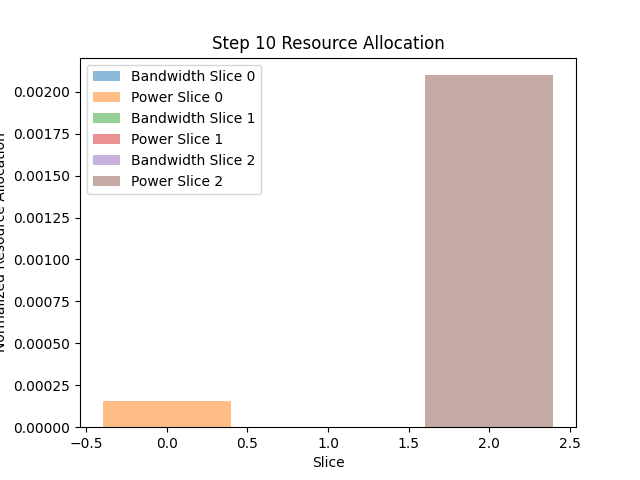 Step 10 Resource Allocation
Normalized Resource Allocation
Bandwidth Slice 0
Power Slice 0
Bandwidth Slice 1
Power Slice 1
Bandwidth Slice 2
Power Slice 2
0.00200
0.00175
0.00150
0.00125
0.00100
0.00075
0.00050
0.00025
0.00000
−0.5 0.0 0.5 1.0 1.5 2.0 2.5
Slice